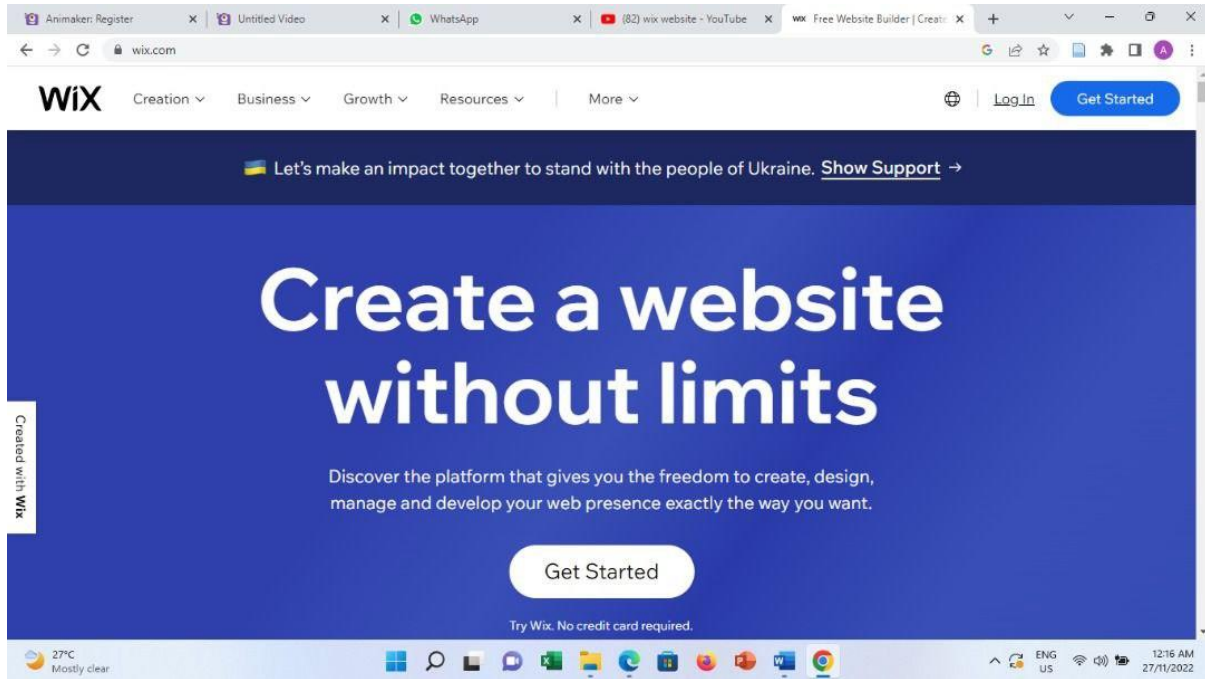 Animaker: Register
Untitled Video
WhatsApp
(82) wix website - YouTube
WIX Free Website Builder | Create
wix.com
WiX Creation Business Growth Resources More Log In Get Started
Let's make an impact together to stand with the people of Ukraine. Show Support →
Create a website
without limits
Created with Wix
Discover the platform that gives you the freedom to create, design,
manage and develop your web presence exactly the way you want.
Get Started
Try Wix. No credit card required.
27°C
Mostly clear
ENG
US
12:16 AM
27/11/2022